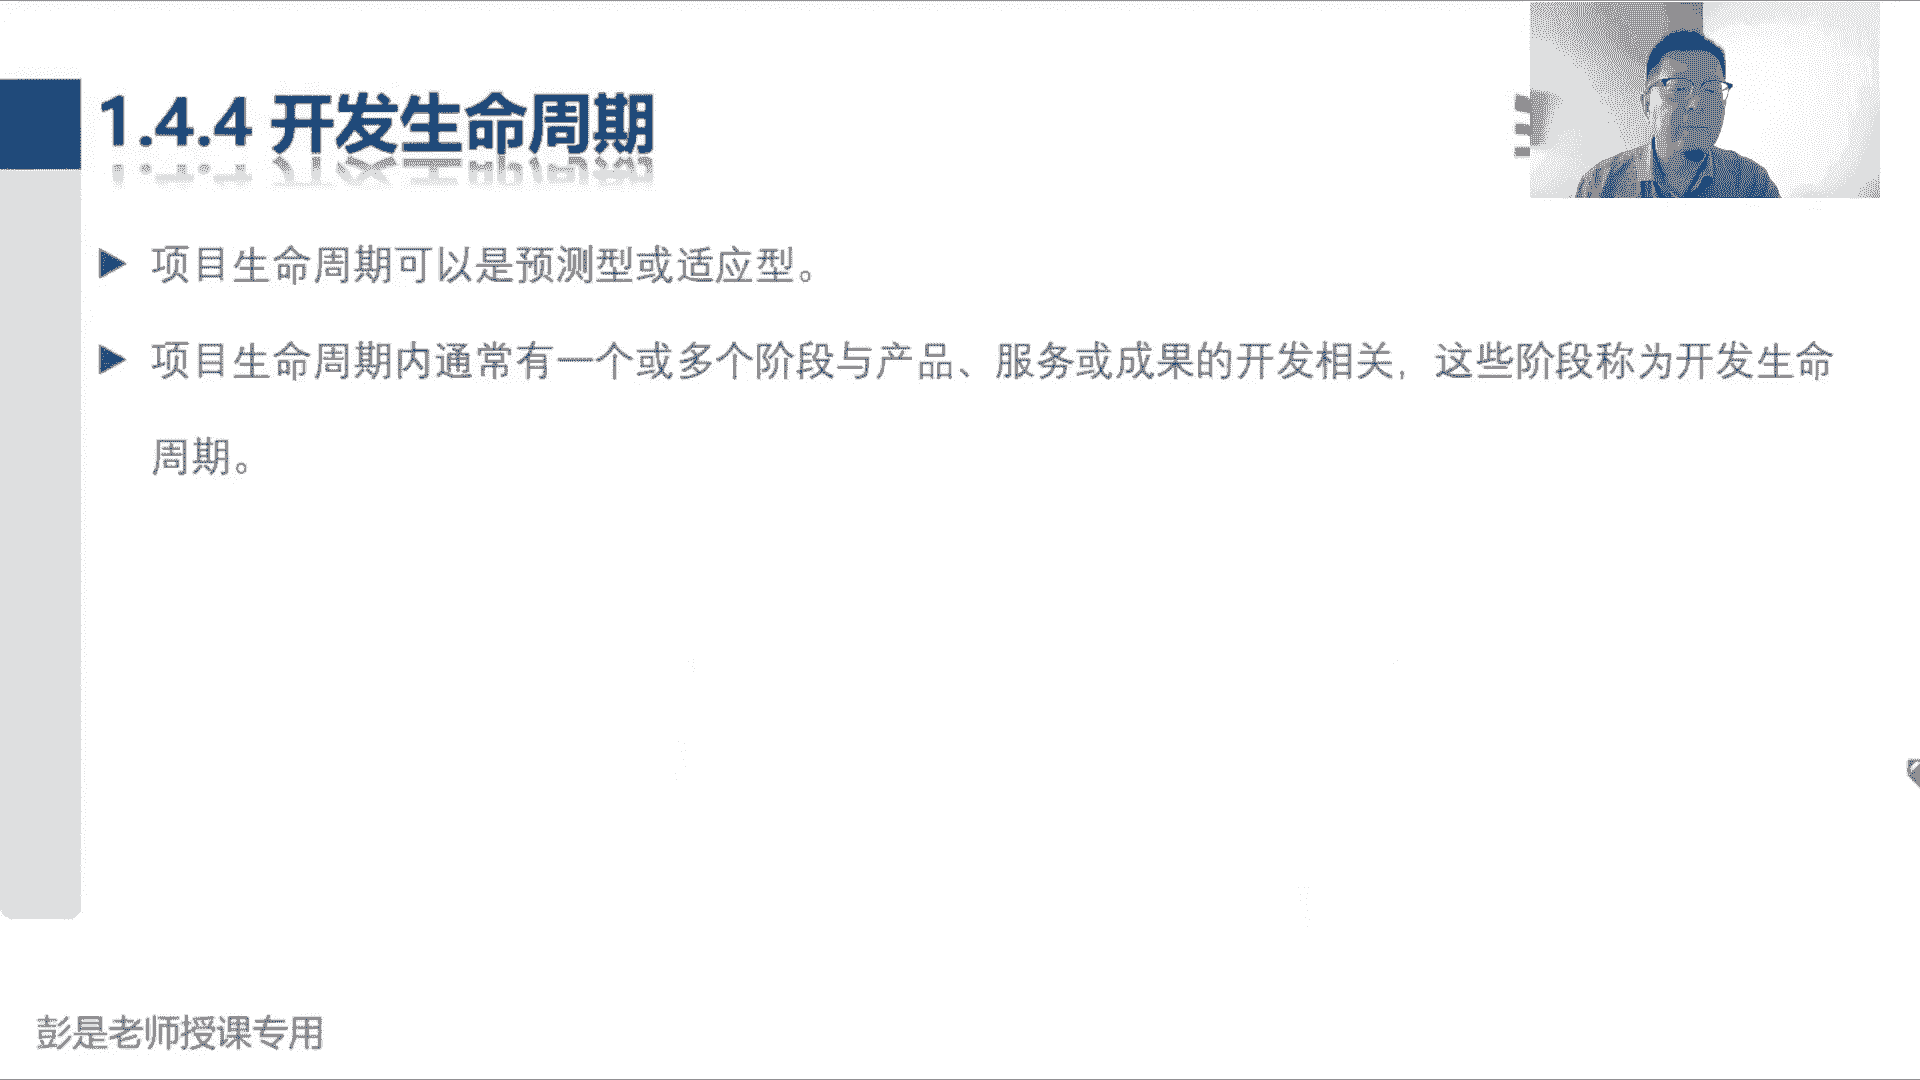 1.4.4 开发生命周期
项目生命周期可以是预测型或适应型。
项目生命周期内通常有一个或多个阶段与产品、服务或成果的开发相关，这些阶段称为开发生命
周期。
彭是老师授课专用